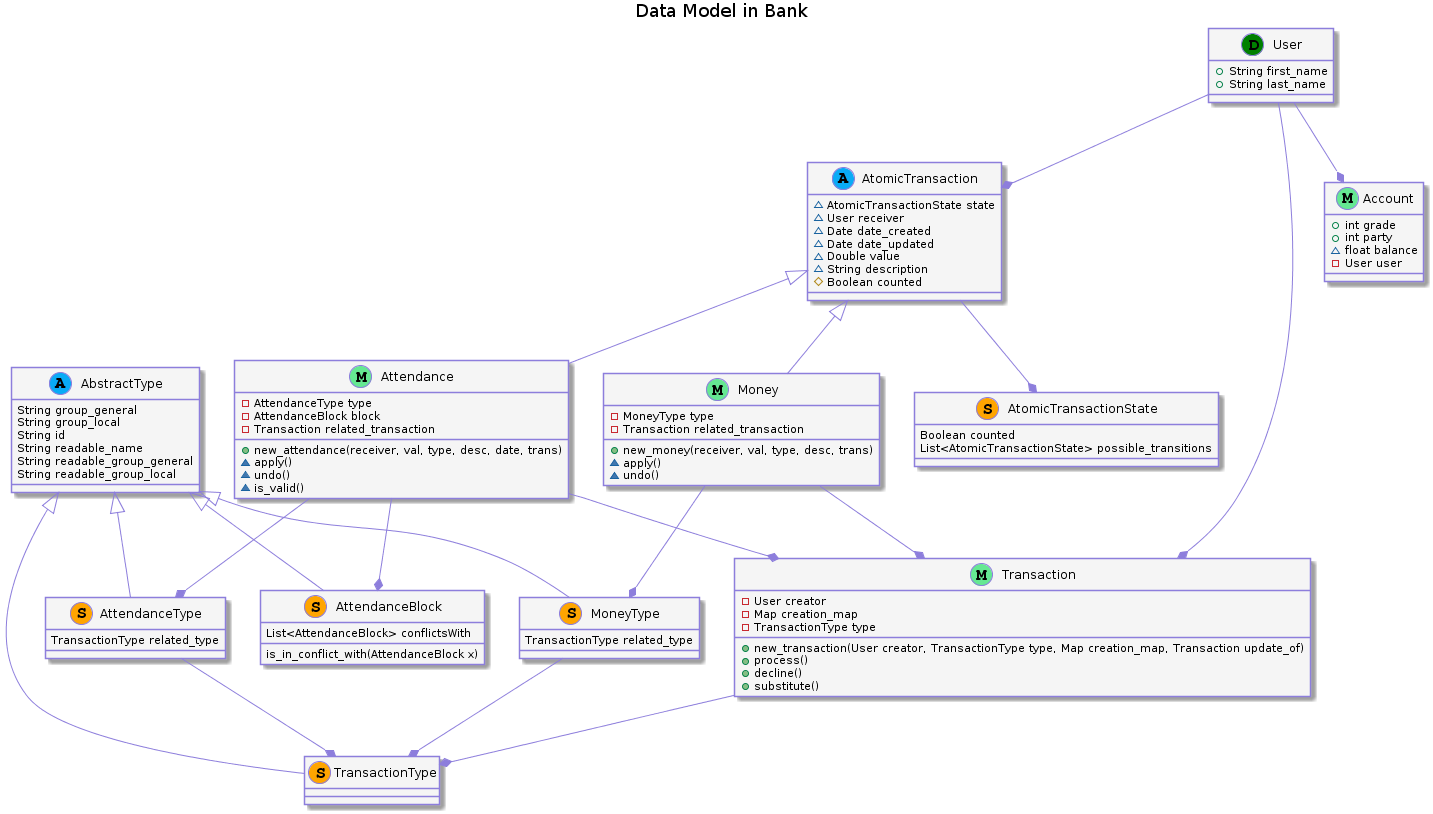 Data Model in Bank
D User
String first_name
String last_name
A AtomicTransaction
AtomicTransactionState state
User receiver
Date date_created
Date date_updated
Double value
String description
Boolean counted
M Account
int grade
int party
float balance
User user
A AbstractType
String group_general
String group_local
String id
String readable_name
String readable_group_general
String readable_group_local
M Attendance
AttendanceType type
AttendanceBlock block
Transaction related_transaction
new_attendance(receiver, val, type, desc, date, trans)
apply()
undo()
is_valid()
M Money
MoneyType type
Transaction related_transaction
new_money(receiver, val, type, desc, trans)
apply()
undo()
S AtomicTransactionState
Boolean counted
List<AtomicTransactionState> possible_transitions
S AttendanceType
TransactionType related_type
S AttendanceBlock
List<AttendanceBlock> conflictsWith
is_in_conflict_with(AttendanceBlock x)
S MoneyType
TransactionType related_type
M Transaction
User creator
Map creation_map
TransactionType type
new_transaction(User creator, TransactionType type, Map creation_map, Transaction update_of)
process()
decline()
substitute()
S TransactionType